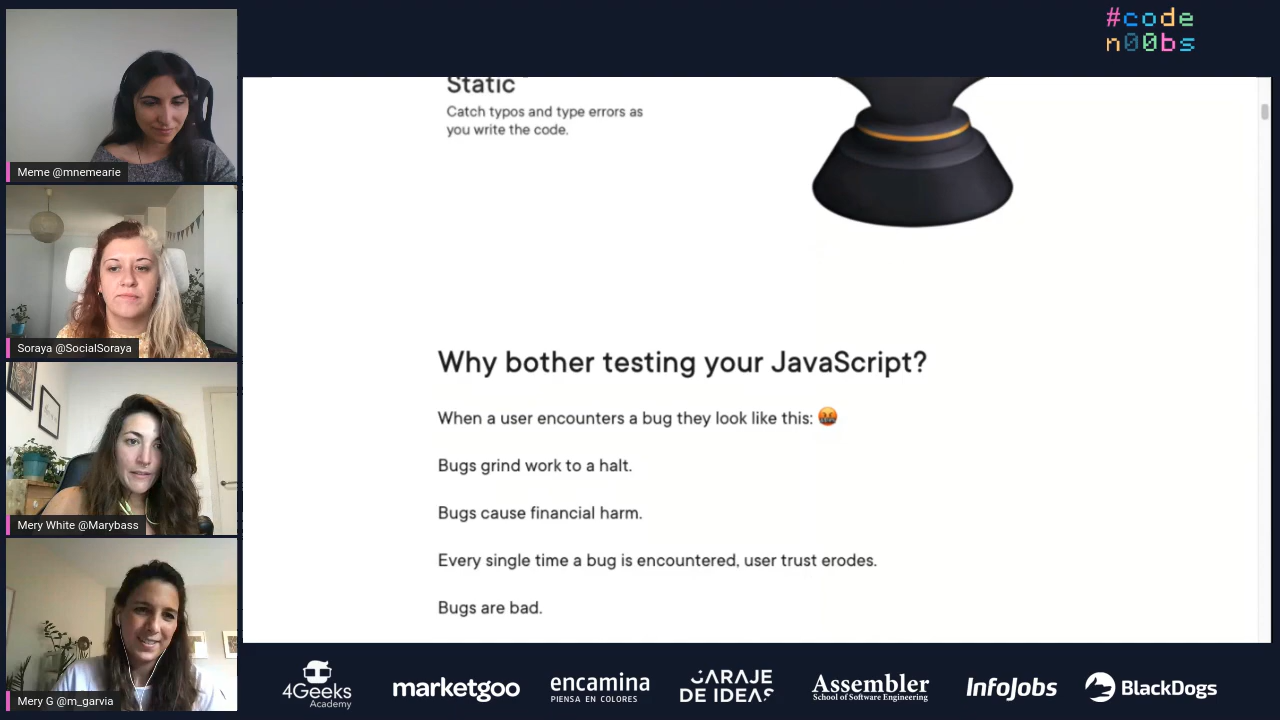 #code
n00bs
Meme @mnemearie
Soraya @SocialSoraya
Mery White @Marybass
Mery G @m_garvia
Static
Catch typos and type errors as
you write the code.
Why bother testing your JavaScript?
When a user encounters a bug they look like this: 🤬
Bugs grind work to a halt.
Bugs cause financial harm.
Every single time a bug is encountered, user trust erodes.
Bugs are bad.
4Geeks
Academy
marketgoo
encamina
PIENSA EN COLORES
GARAJE
DE IDEAS
Assembler
School of Software Engineering
InfoJobs
BlackDogs